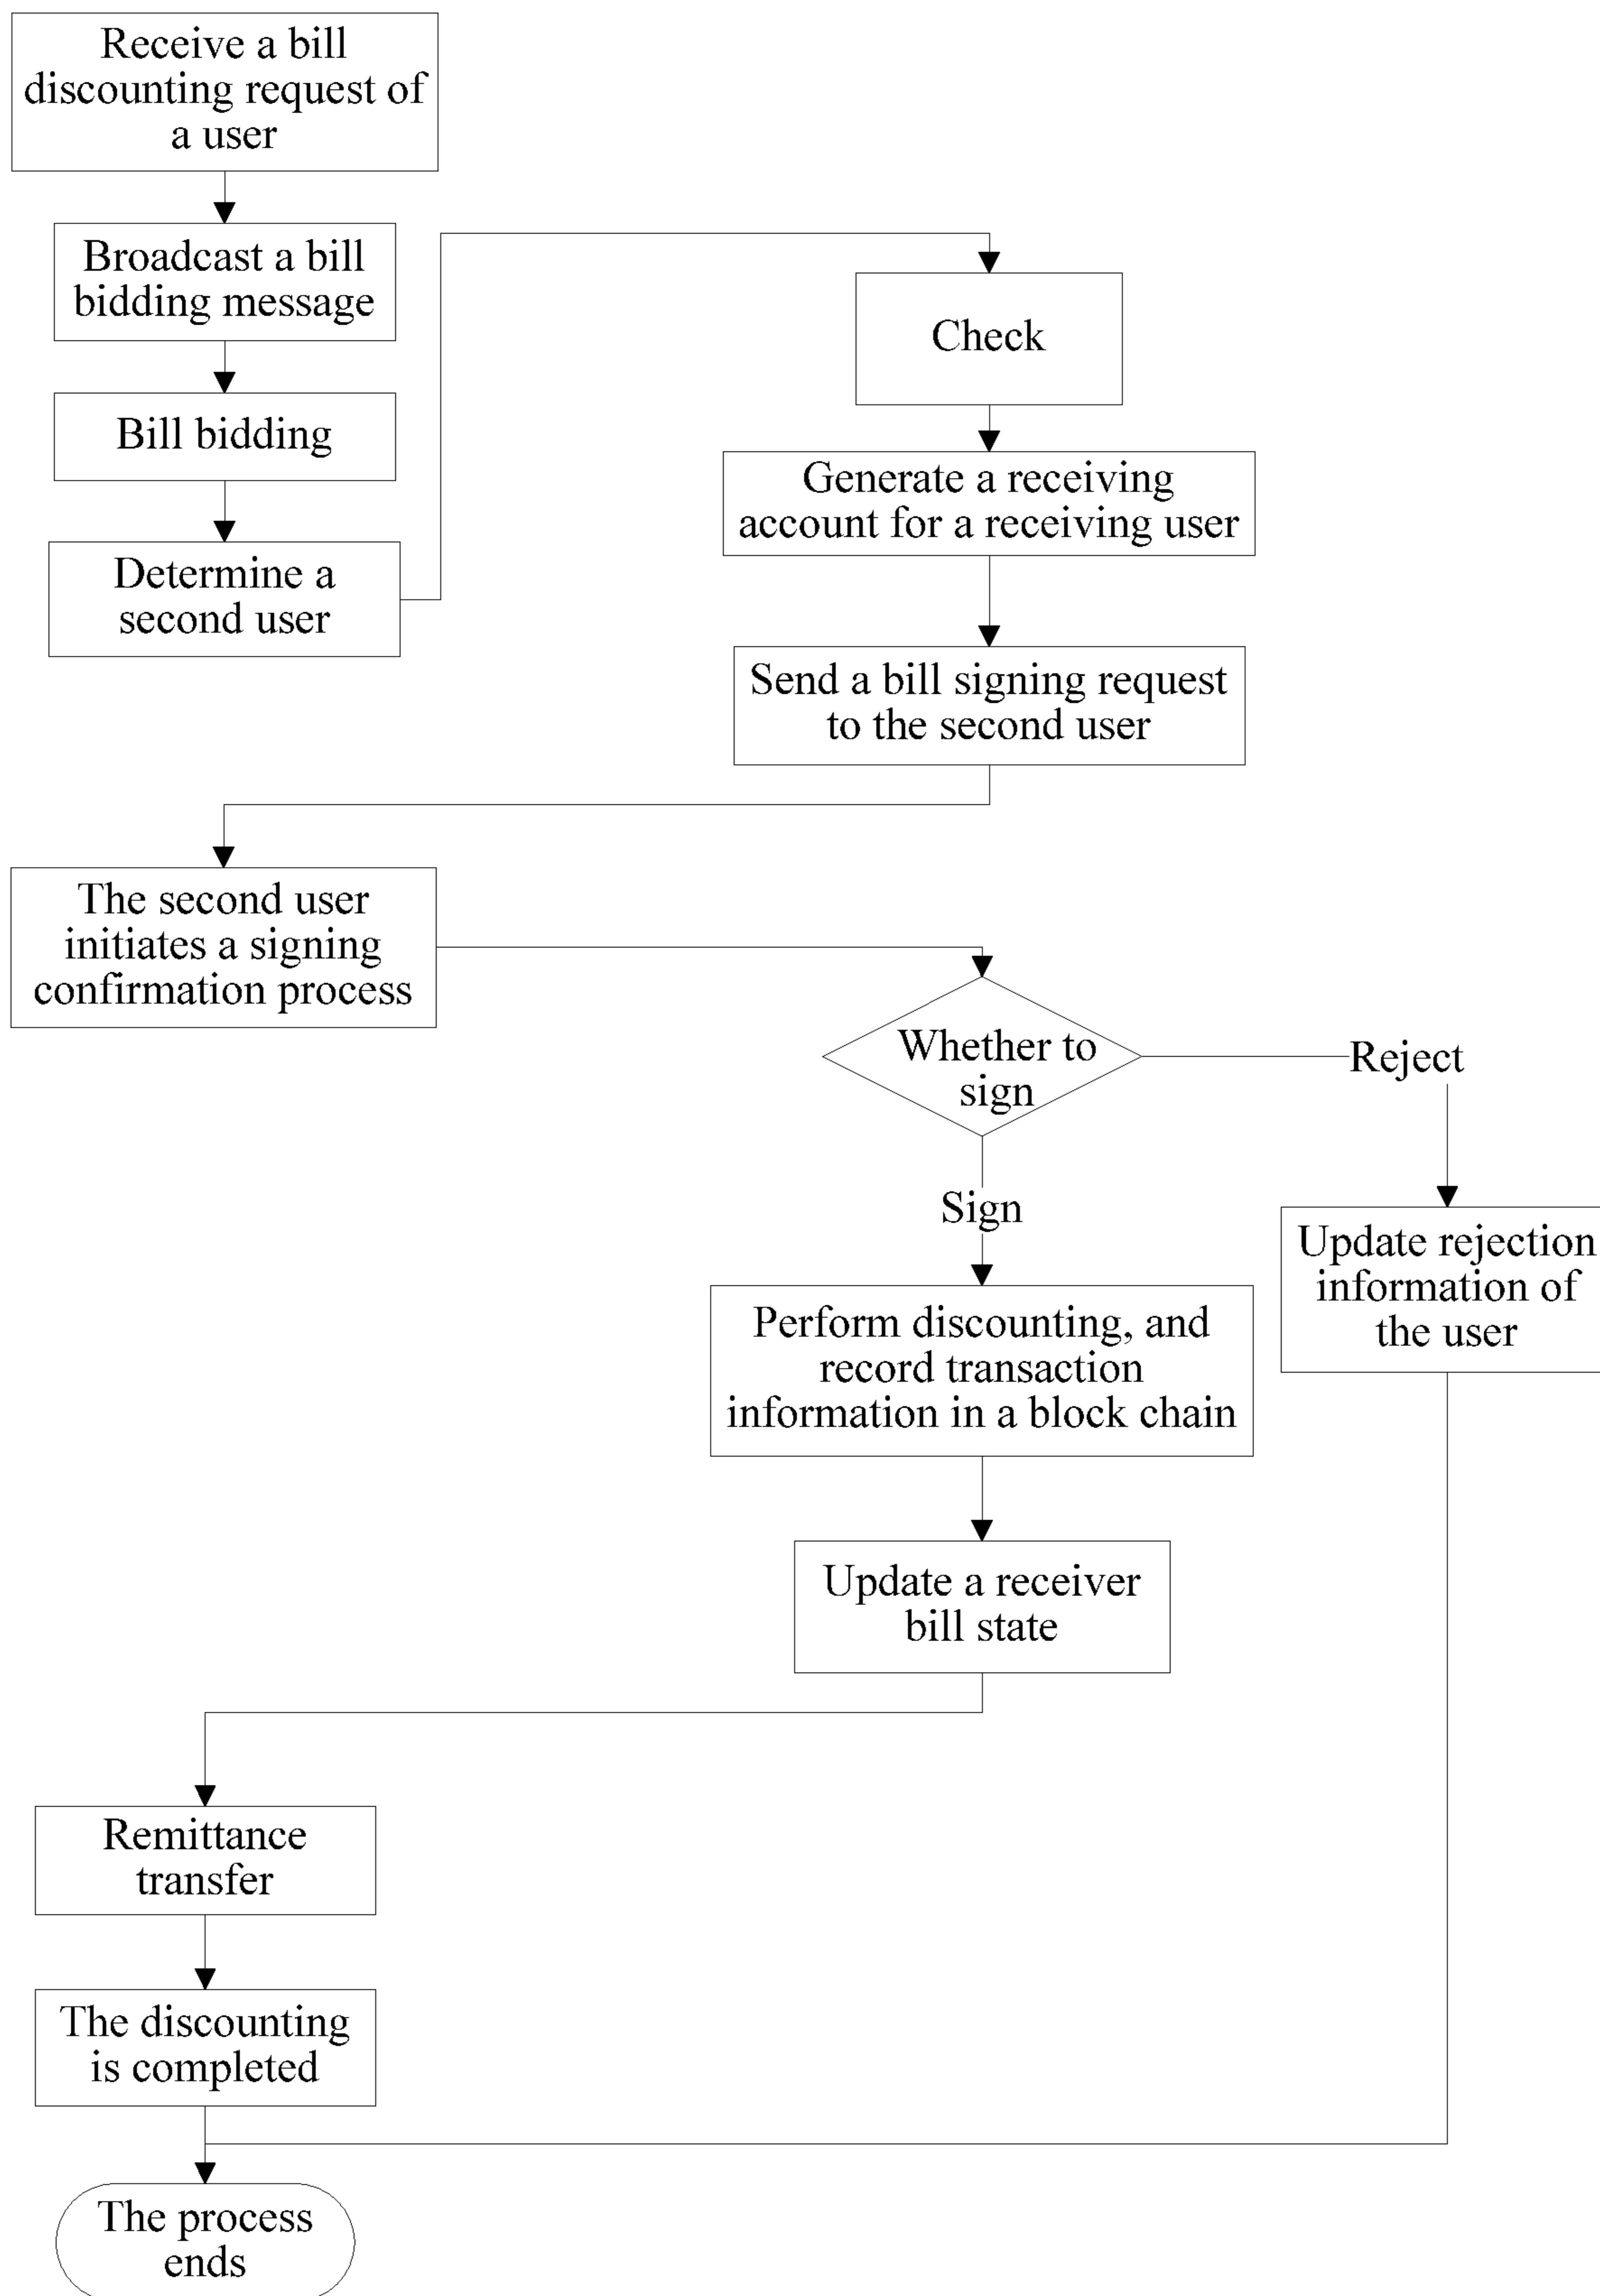 Receive a bill
discounting request of
a user
Broadcast a bill
bidding message
Bill bidding
Determine a
second user
Check
Generate a receiving
account for a receiving user
Send a bill signing request
to the second user
The second user
initiates a signing
confirmation process
Whether to
sign
Reject
Sign
Update rejection
information of
the user
Perform discounting, and
record transaction
information in a block chain
Update a receiver
bill state
Remittance
transfer
The discounting
is completed
The process
ends